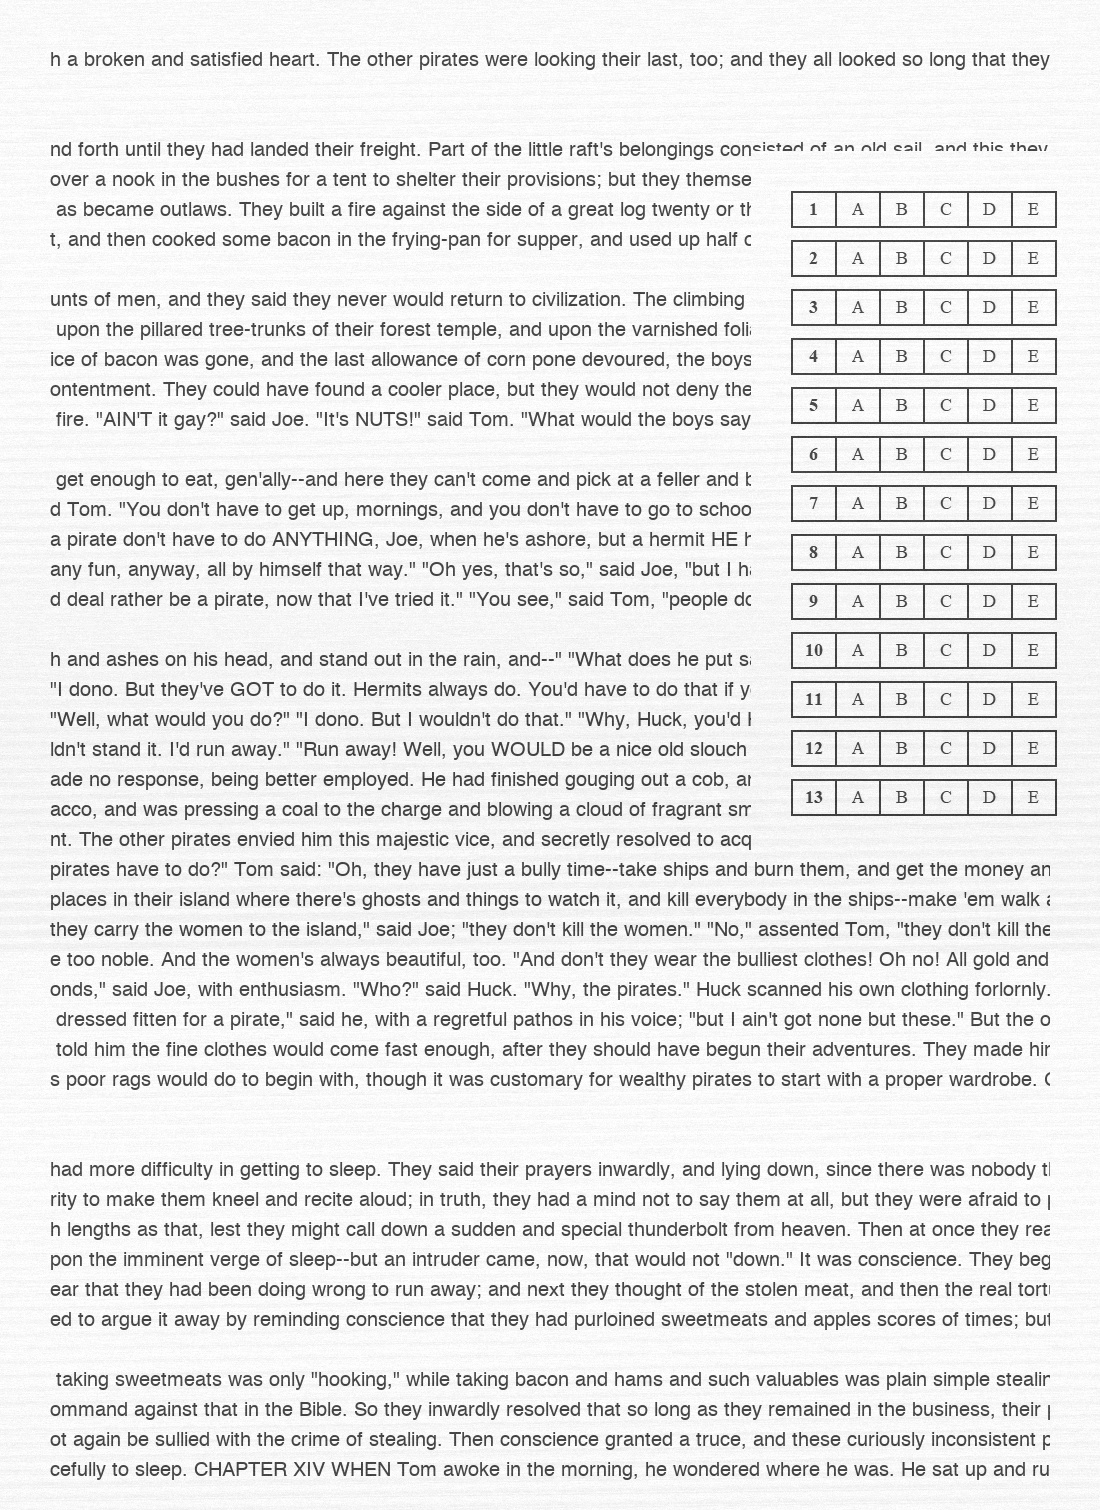 h a broken and satisfied heart. The other pirates were looking their last, too; and they all looked so long that they
nd forth until they had landed their freight. Part of the little raft's belongings consisted of an old sail, and this they
over a nook in the bushes for a tent to shelter their provisions; but they themse
as became outlaws. They built a fire against the side of a great log twenty or
t, and then cooked some bacon in the frying-pan for supper, and used up half
unts of men, and they said they never would return to civilization. The climbing
upon the pillared tree-trunks of their forest temple, and upon the varnished foli
ice of bacon was gone, and the last allowance of corn pone devoured, the boys
ontentment. They could have found a cooler place, but they would not deny the
fire. "AIN'T it gay?" said Joe. "It's NUTS!" said Tom. "What would the boys say
get enough to eat, gen'ally--and here they can't come and pick at a feller and
d Tom. "You don't have to get up, mornings, and you don't have to go to schoo
a pirate don't have to do ANYTHING, Joe, when he's ashore, but a hermit HE
any fun, anyway, all by himself that way." "Oh yes, that's so," said Joe, "but I
d deal rather be a pirate, now that I've tried it." "You see," said Tom, "people
h and ashes on his head, and stand out in the rain, and--" "What does he put
"I dono. But they've GOT to do it. Hermits always do. You'd have to do that if
"Well, what would you do?" "I dono. But I wouldn't do that." "Why, Huck, you'd
ldn't stand it. I'd run away." "Run away! Well, you WOULD be a nice old slouch
ade no response, being better employed. He had finished gouging out a cob,
acco, and was pressing a coal to the charge and blowing a cloud of fragrant sm
nt. The other pirates envied him this majestic vice, and secretly resolved to acq
1 A B C D E
2 A B C D E
3 A B C D E
4 A B C D E
5 A B C D E
6 A B C D E
7 A B C D E
8 A B C D E
9 A B C D E
10 A B C D E
11 A B C D E
12 A B C D E
13 A B C D E
pirates have to do?" Tom said: "Oh, they have just a bully time--take ships and burn them, and get the money an
places in their island where there's ghosts and things to watch it, and kill everybody in the ships--make 'em walk
they carry the women to the island," said Joe; "they don't kill the women." "No," assented Tom, "they don't kill the
e too noble. And the women's always beautiful, too. "And don't they wear the bulliest clothes! Oh no! All gold and
onds," said Joe, with enthusiasm. "Who?" said Huck. "Why, the pirates." Huck scanned his own clothing forlornly.
dressed fitten for a pirate," said he, with a regretful pathos in his voice; "but I ain't got none but these." But the
told him the fine clothes would come fast enough, after they should have begun their adventures. They made
s poor rags would do to begin with, though it was customary for wealthy pirates to start with a proper wardrobe.
had more difficulty in getting to sleep. They said their prayers inwardly, and lying down, since there was nobody
rity to make them kneel and recite aloud; in truth, they had a mind not to say them at all, but they were afraid to
h lengths as that, lest they might call down a sudden and special thunderbolt from heaven. Then at once they rea
pon the imminent verge of sleep--but an intruder came, now, that would not "down." It was conscience. They beg
ear that they had been doing wrong to run away; and next they thought of the stolen meat, and then the real
ed to argue it away by reminding conscience that they had purloined sweetmeats and apples scores of times; but
taking sweetmeats was only "hooking," while taking bacon and hams and such valuables was plain simple
ommand against that in the Bible. So they inwardly resolved that so long as they remained in the business, their
ot again be sullied with the crime of stealing. Then conscience granted a truce, and these curiously inconsistent
cefully to sleep. CHAPTER XIV WHEN Tom awoke in the morning, he wondered where he was. He sat up and ru